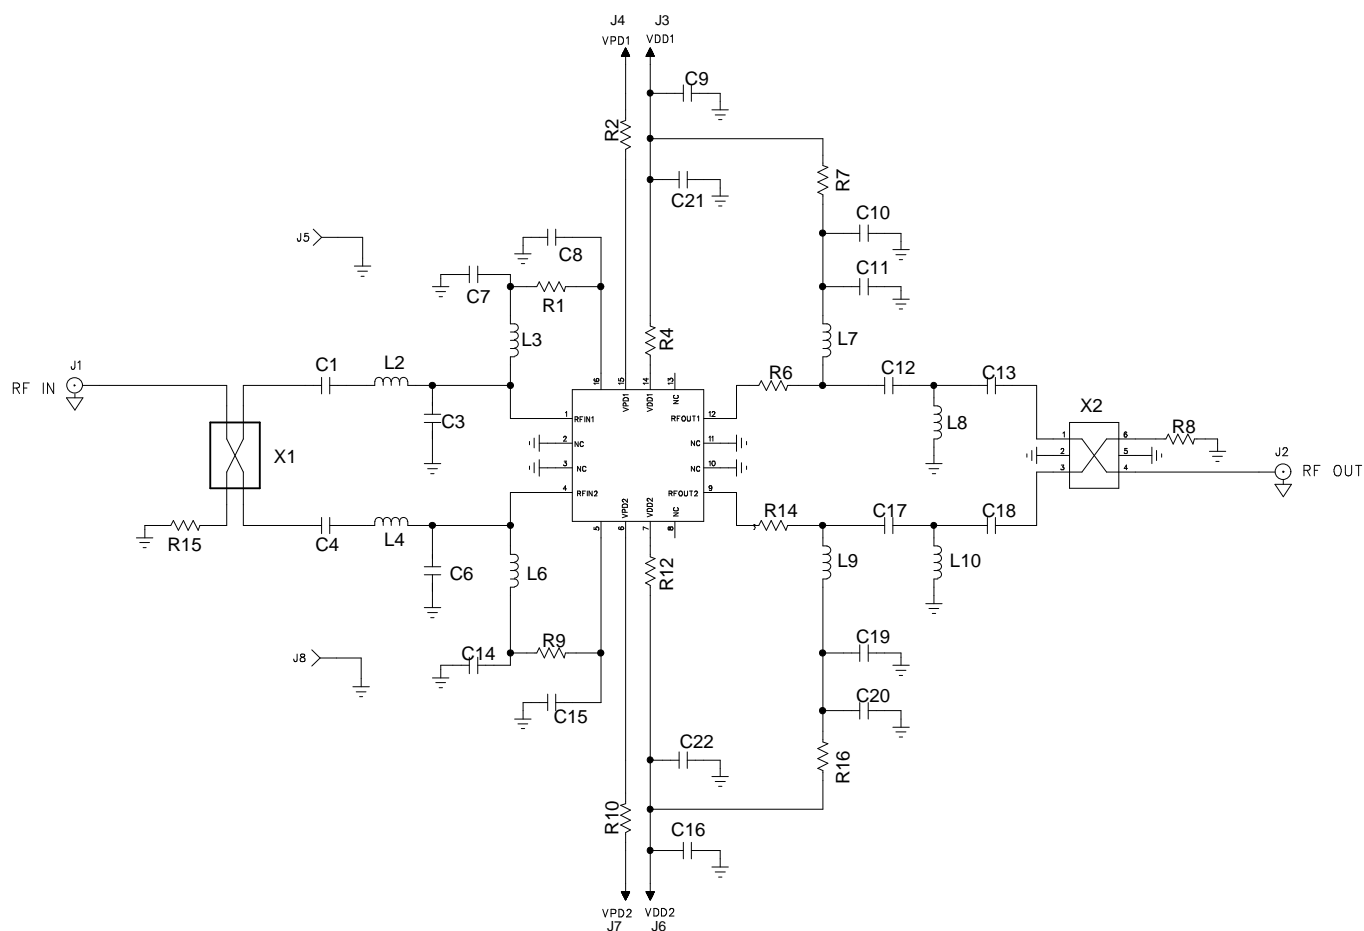 J4 J3
VPD1 VDD1
C9
R2
R7
C21
C10
J5
C8
C11
C7
R1
R4
L3
L7
J1
C1 L2
C12
C13
RF IN
R6
16 15 14 13
VPD1 VDD1 NC
C3
L8
X2
1 RFIN1
RFOUT1 12
R8
2 NC
NC 11
1 6
X1
J2
2 5
3 NC
NC 10
3 4
RF OUT
4 RFIN2
RFOUT2 9
VPD2 VDD2 NC
5 6 7 8
R15
C4 L4
R14
C17
C18
C6 L6
R12
L9 L10
C14
R9
C19
J8
C15
C20
C22
R16
R10
C16
VPD2 VDD2
J7 J6